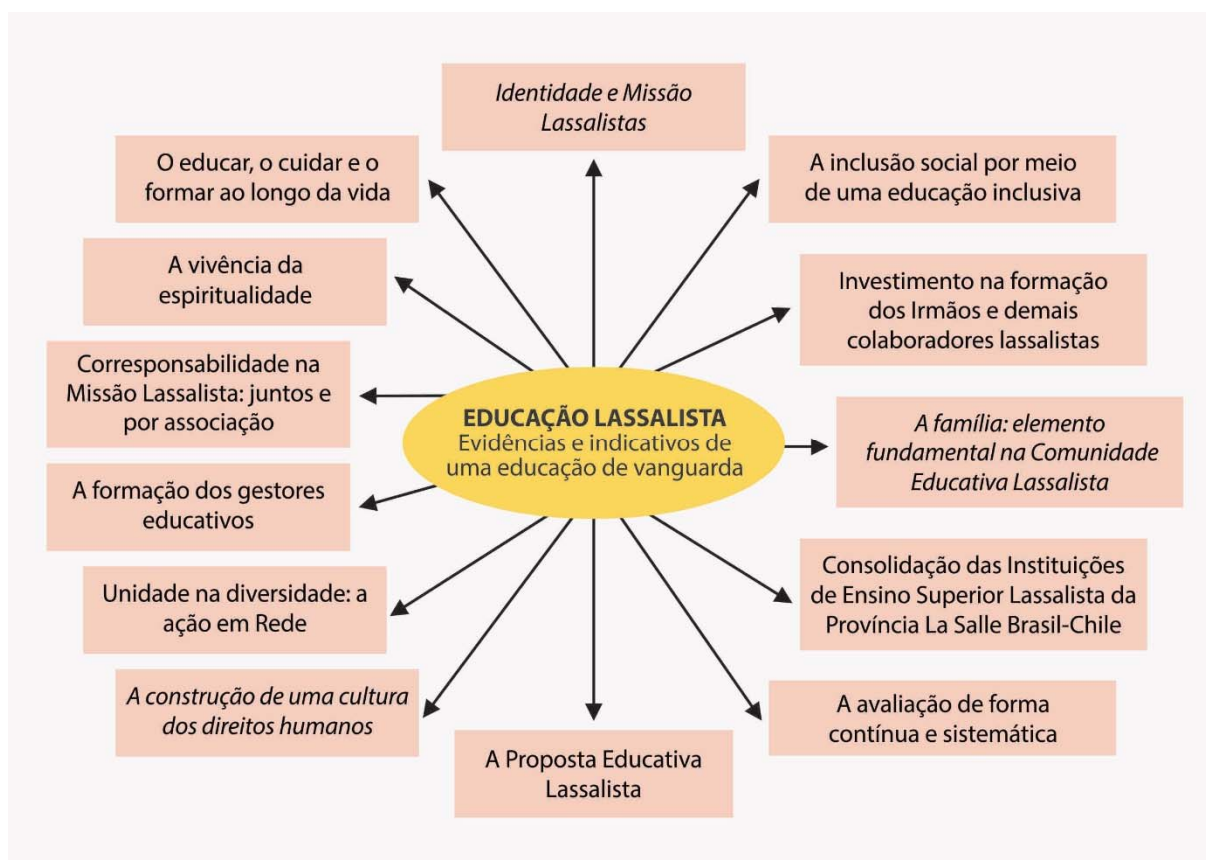 Identidade e Missão
Lassalistas
O educar, o cuidar e o
formar ao longo da vida
A inclusão social por meio
de uma educação inclusiva
A vivência da
espiritualidade
Investimento na formação
dos Irmãos e demais
colaboradores lassalistas
Corresponsabilidade na
Missão Lassalista: juntos e
por associação
EDUCAÇÃO LASSALISTA
Evidências e indicativos de
uma educação de vanguarda
A família: elemento
fundamental na Comunidade
Educativa Lassalista
A formação dos gestores
educativos
Unidade na diversidade: a
ação em Rede
Consolidação das Instituições
de Ensino Superior Lassalista da
Província La Salle Brasil-Chile
A construção de uma cultura
dos direitos humanos
A avaliação de forma
contínua e sistemática
A Proposta Educativa
Lassalista